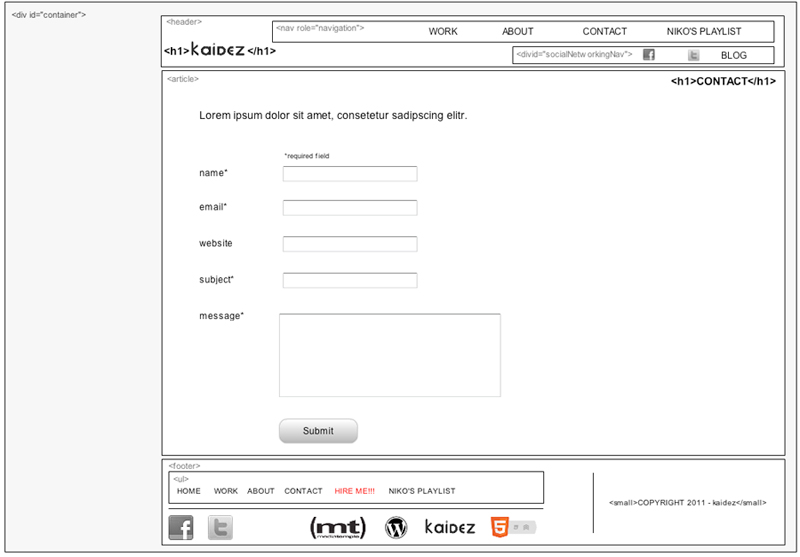 <div id="container">
<header>
<nav role="navigation">
WORK ABOUT CONTACT NIKO'S PLAYLIST
<h1>kaidez</h1>
<divid="socialNetworkingNav"> f t BLOG
<article>
<h1>CONTACT</h1>
Lorem ipsum dolor sit amet, consetetur sadipscing elitr.
*required field
name*
email*
website
subject*
message*
Submit
<footer>
<ul>
HOME WORK ABOUT CONTACT HIRE ME!!! NIKO'S PLAYLIST
<small>COPYRIGHT 2011 - kaidez</small>
f t (mt) W kaidez 5
mediatemple